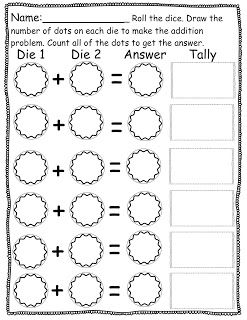 Name:________________ Roll the dice. Draw the
number of dots on each die to make the addition
problem. Count all of the dots to get the answer.
Die 1 Die 2 Answer Tally
+ =
+ =
+ =
+ =
+ =
+ =